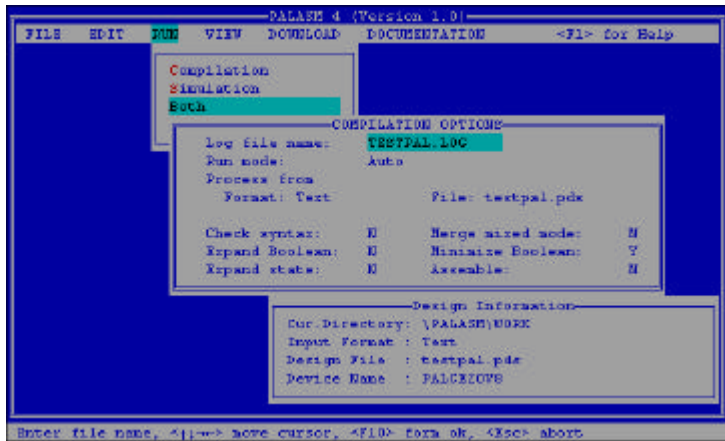 PALASM 4 (Version 1.0)
FILE EDIT RUN VIEW DOWNLOAD DOCUMENTATION <F1> for Help
Compilation
Simulation
Both
COMPILATION OPTIONS
Log file name: TESTPAL.LOG
Run mode: Auto
Process from
Format: Text File: testpal.pds
Check syntax: N Merge mixed mode: N
Expand Boolean: N Minimize Boolean: Y
Expand state: N Assemble: N
Design Information
Cur.Directory: \PALASM\WORK
Input Format : Text
Design File : testpal.pds
Device Name : PALCE20V8
Enter file name, move cursor, <F10> form ok, <Esc> abort